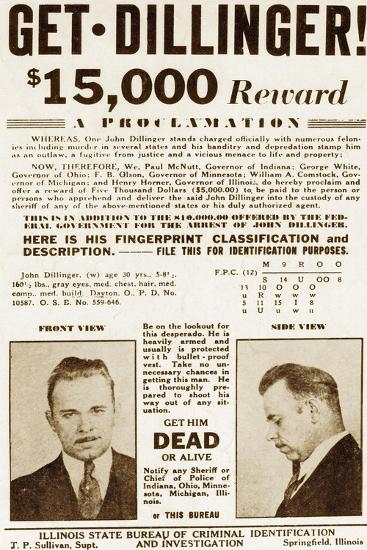 GET·DILLINGER!
$15,000 Reward
A PROCLAMATION
WHEREAS, One John Dillinger stands charged officially with numerous felon-
ies including murder in several states and his banditry and depredation stamp him
as an outlaw, a fugitive from justice and a vicious menace to life and property;
NOW, THEREFORE, We, Paul McNutt, Governor of Indiana; George White,
Governor of Ohio; F. B. Olson, Governor of Minnesota; William A. Comstock, Gov-
ernor of Michigan; and Henry Horner, Governor of Illinois, do hereby proclaim and
offer a reward of Five Thousand Dollars ($5,000.00) to be paid to the person or
persons who apprehend and deliver the said John Dillinger into the custody of any
sheriff of any of the above-mentioned states or his duly authorized agent.
THIS IS IN ADDITION TO THE $10,000.00 OFFERED BY THE FED-
ERAL GOVERNMENT FOR THE ARREST OF JOHN DILLINGER.
HERE IS HIS FINGERPRINT CLASSIFICATION and
DESCRIPTION. —— FILE THIS FOR IDENTIFICATION PURPOSES.
John Dillinger, (w) age 30 yrs., 5-8½,
160½ lbs., gray eyes, med. chest. hair, med.
comp., med. build. Dayton, O., P. D. No.
10587. O. S. E. No. 559-646.
M 9 R O O
F.P.C. (12) S 14 U OO 8
13 10 O O O
u R w w w
5 11 15 I 8
u U u w u
FRONT VIEW
Be on the lookout for
this desperado. He is
heavily armed and
usually is protected
with bullet-proof
vest. Take no un-
necessary chances in
getting this man. He
is thoroughly pre-
pared to shoot his
way out of any sit-
uation.
GET HIM
DEAD
OR ALIVE
Notify any Sheriff or
Chief of Police of
Indiana, Ohio, Minne-
sota, Michigan, Illi-
nois.
or THIS BUREAU
SIDE VIEW
ILLINOIS STATE BUREAU OF CRIMINAL IDENTIFICATION
AND INVESTIGATION
J. P. Sullivan, Supt. Springfield, Illinois